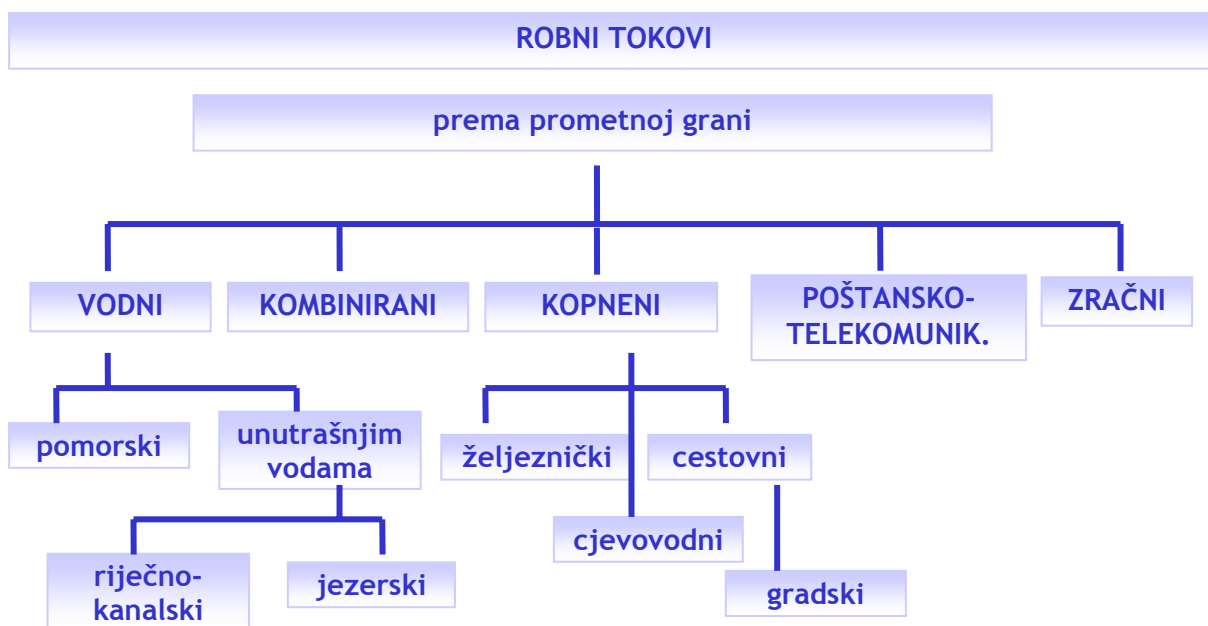 ROBNI TOKOVI
prema prometnoj grani
VODNI
KOMBINIRANI
KOPNENI
POŠTANSKO-
TELEKOMUNIK.
ZRAČNI
pomorski
unutrašnjim
vodama
željeznički
cestovni
riječno-
kanalski
jezerski
cjevovodni
gradski